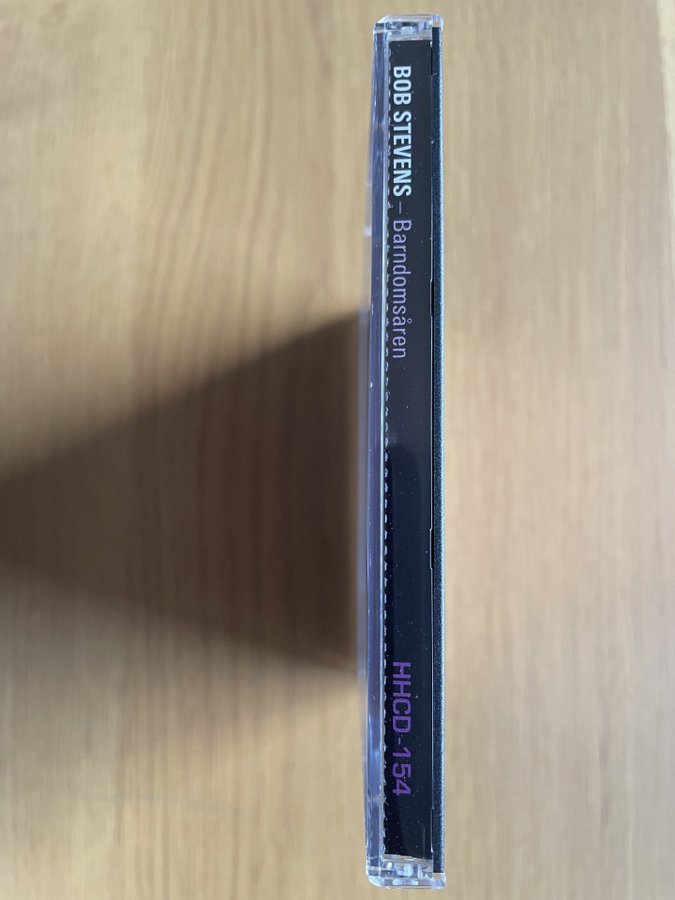 BOB STEVENS – Barndomsåren
HHCD-154